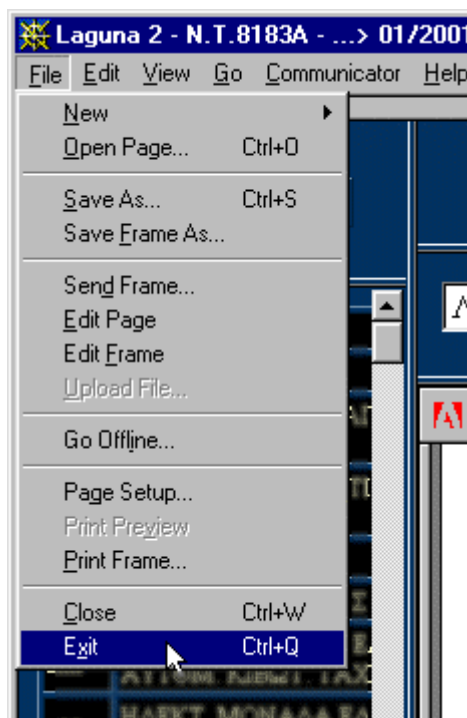 Laguna 2 - N.T.8183A - ...> 01/2001
File Edit View Go Communicator Help
New
Open Page... Ctrl+O
Save As... Ctrl+S
Save Frame As...
Send Frame...
Edit Page
Edit Frame
Upload File...
Go Offline...
Page Setup...
Print Preview
Print Frame...
Close Ctrl+W
Exit Ctrl+Q